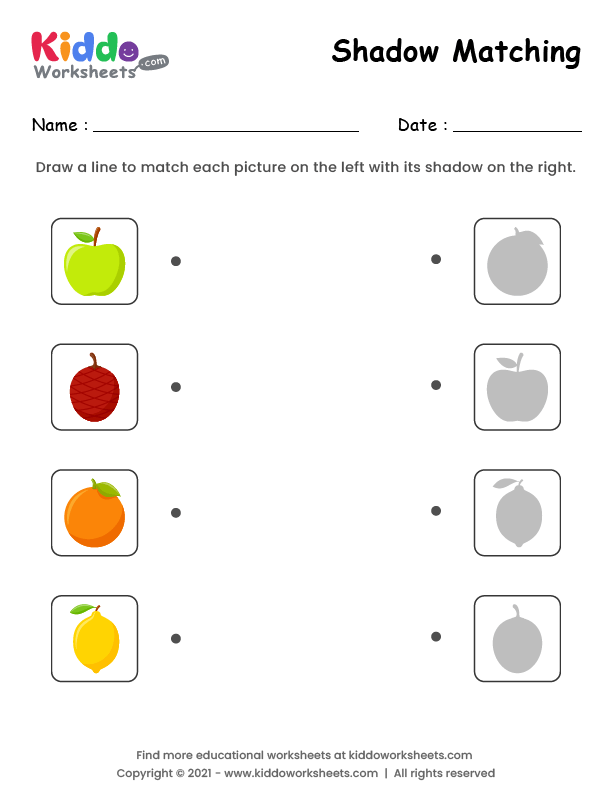 Kiddo
Worksheets
.com
Shadow Matching
Name :
Date :
Draw a line to match each picture on the left with its shadow on the right.
Find more educational worksheets at kiddoworksheets.com
Copyright © 2021 - www.kiddoworksheets.com | All rights reserved